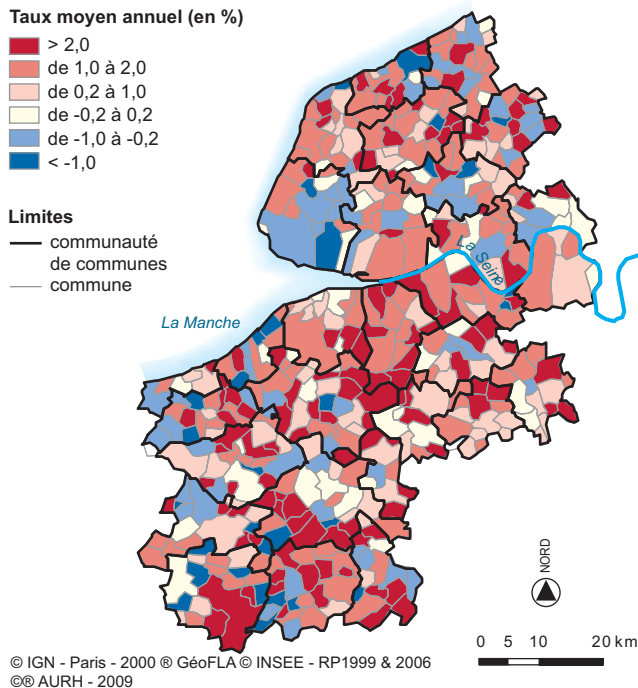 Taux moyen annuel (en %)
> 2,0
de 1,0 à 2,0
de 0,2 à 1,0
de -0,2 à 0,2
de -1,0 à -0,2
< -1,0
Limites
communauté
de communes
commune
La Seine
La Manche
NORD
0 5 10 20 km
© IGN - Paris - 2000 ® GéoFLA © INSEE - RP1999 & 2006
©® AURH - 2009